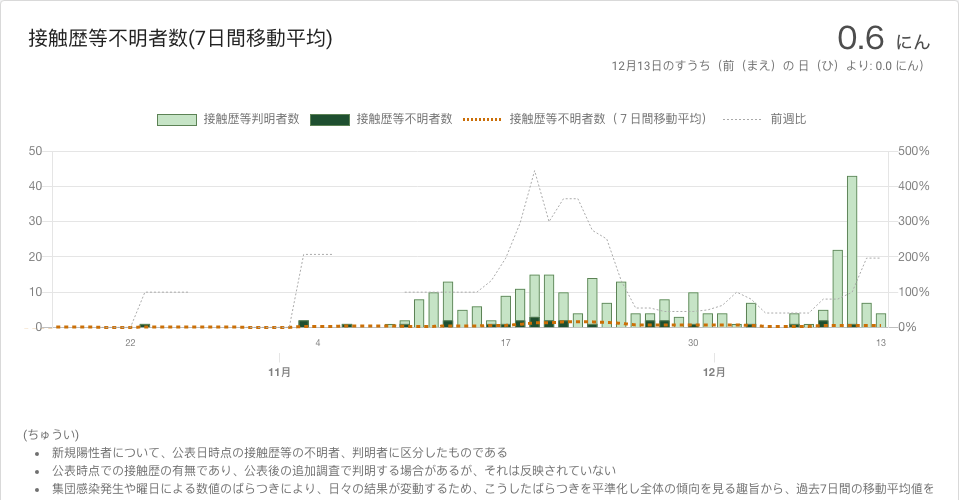 接触歴等不明者数(7日間移動平均)
0.6 にん
12月13日のすうち（前（まえ）の 日（ひ）より: 0.0 にん）
接触歴等判明者数 接触歴等不明者数 接触歴等不明者数（７日間移動平均） 前週比
50 500%
40 400%
30 300%
20 200%
10 100%
0 0%
22 4 17 30 13
11月 12月
(ちゅうい)
• 新規陽性者について、公表日時点の接触歴等の不明者、判明者に区分したものである
• 公表時点での接触歴の有無であり、公表後の追加調査で判明する場合があるが、それは反映されていない
• 集団感染発生や曜日による数値のばらつきにより、日々の結果が変動するため、こうしたばらつきを平準化し全体の傾向を見る趣旨から、過去7日間の移動平均値を